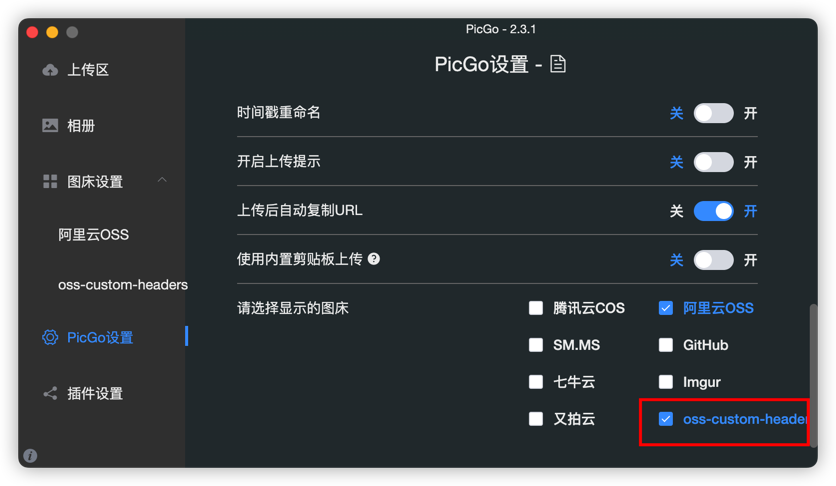 PicGo - 2.3.1
上传区
相册
图床设置
阿里云OSS
oss-custom-headers
PicGo设置
插件设置
PicGo设置 -
时间戳重命名 关 开
开启上传提示 关 开
上传后自动复制URL 关 开
使用内置剪贴板上传 ? 关 开
请选择显示的图床 腾讯云COS 阿里云OSS
SM.MS GitHub
七牛云 Imgur
又拍云 oss-custom-header